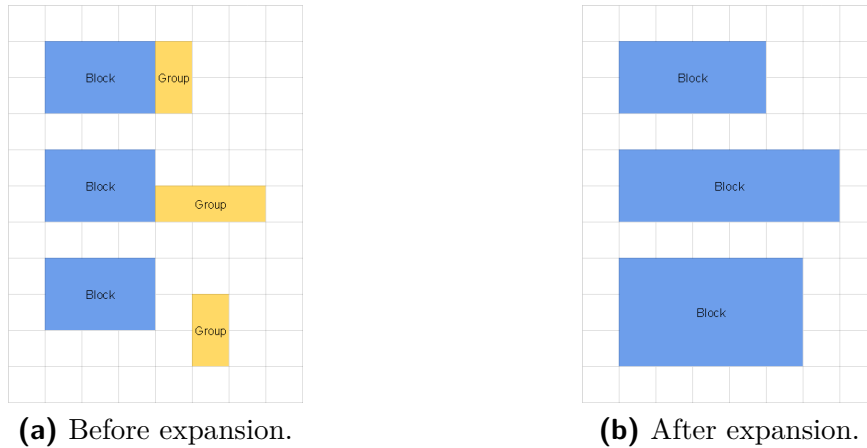 Block Group Block
Block Block
Group
Block
Block
Group
(a) Before expansion. (b) After expansion.